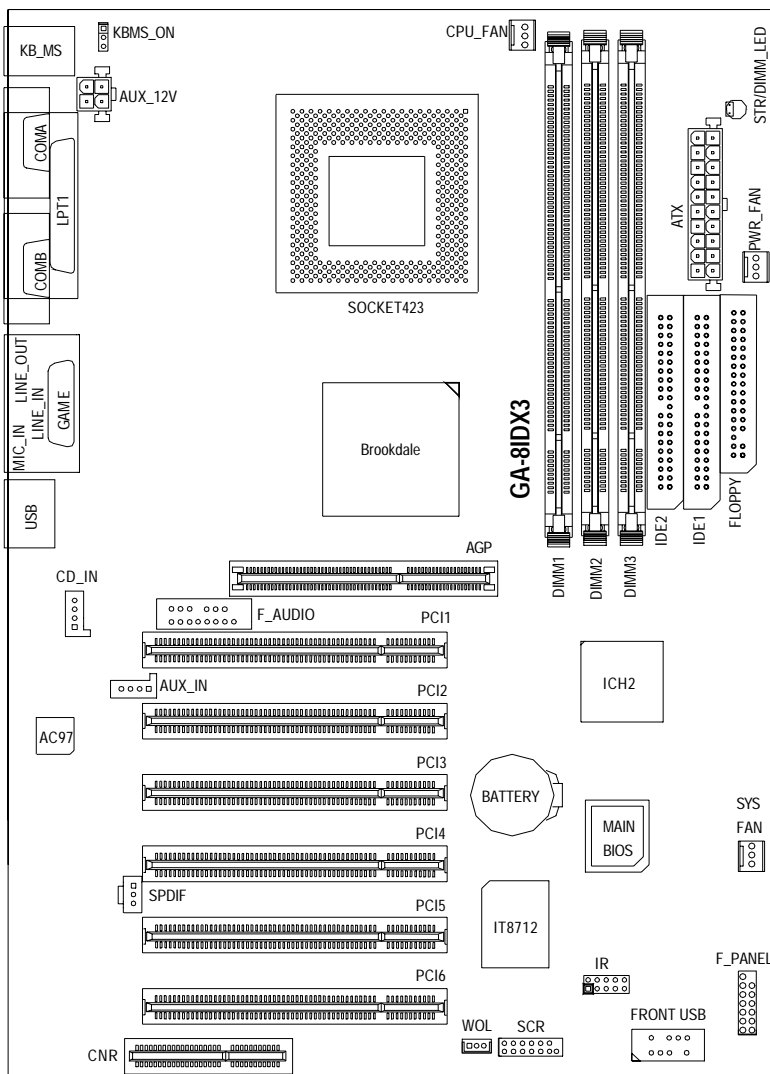 KBMS_ON
CPU_FAN
KB_MS
AUX_12V
STR/DIMM_LED
COMA
LPT1
COMB
ATX
PWR_FAN
SOCKET423
MIC_IN
LINE_OUT
LINE_IN
GAME
Brookdale
GA-8IDX3
USB
DIMM1
DIMM2
DIMM3
IDE2
IDE1
FLOPPY
AGP
CD_IN
F_AUDIO
PCI1
AUX_IN
PCI2
ICH2
AC97
PCI3
BATTERY
SYS
FAN
MAIN
BIOS
PCI4
SPDIF
PCI5
IT8712
IR
F_PANEL
PCI6
WOL
SCR
FRONT USB
CNR